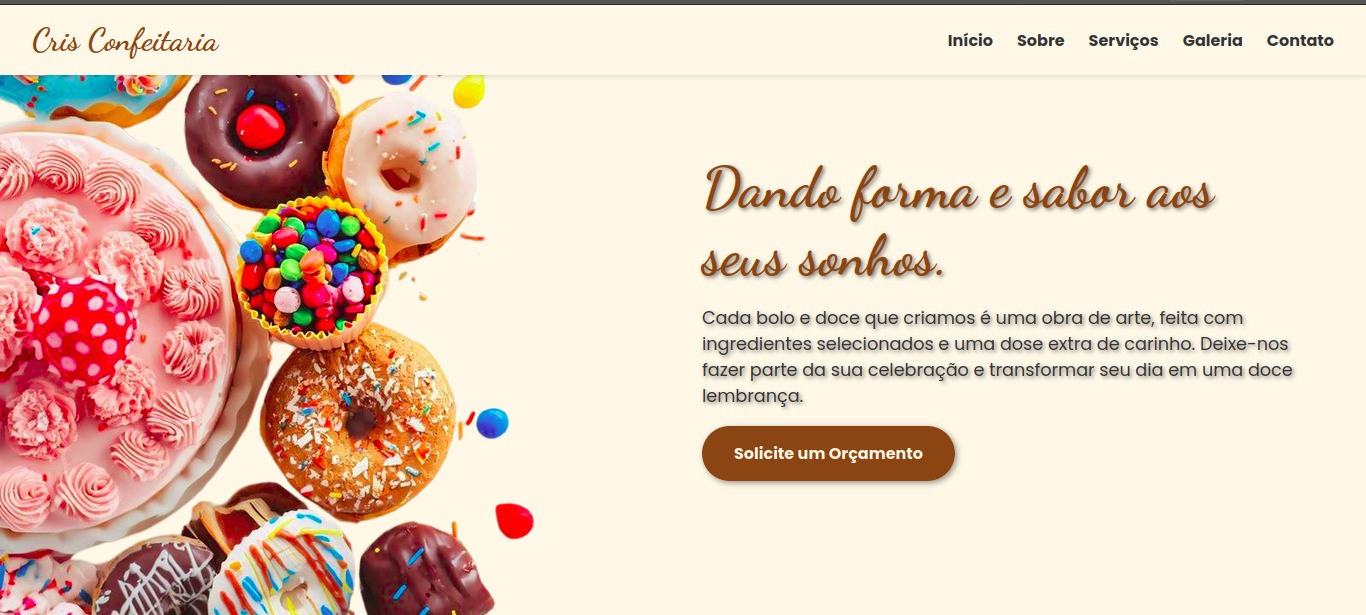 Cris Confeitaria
Início Sobre Serviços Galeria Contato
Dando forma e sabor aos
seus sonhos.
Cada bolo e doce que criamos é uma obra de arte, feita com
ingredientes selecionados e uma dose extra de carinho. Deixe-nos
fazer parte da sua celebração e transformar seu dia em uma doce
lembrança.
Solicite um Orçamento